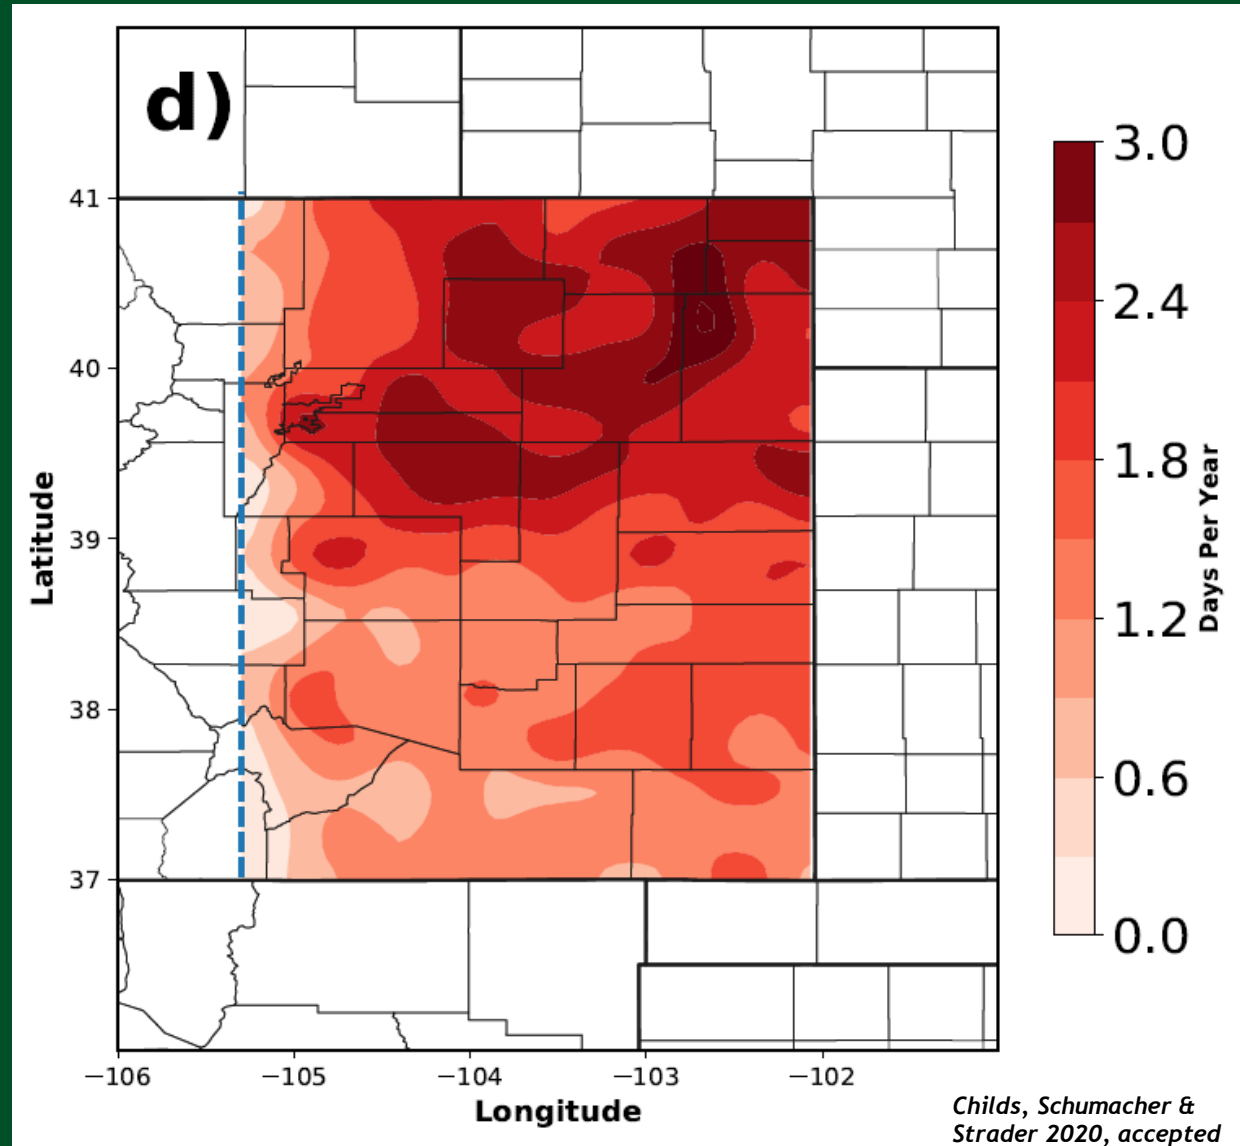 d)
41
40
39
38
37
Latitude
−106
−105
−104
−103
−102
Longitude
3.0
2.4
1.8
1.2
0.6
0.0
Days Per Year
Childs, Schumacher &
Strader 2020, accepted